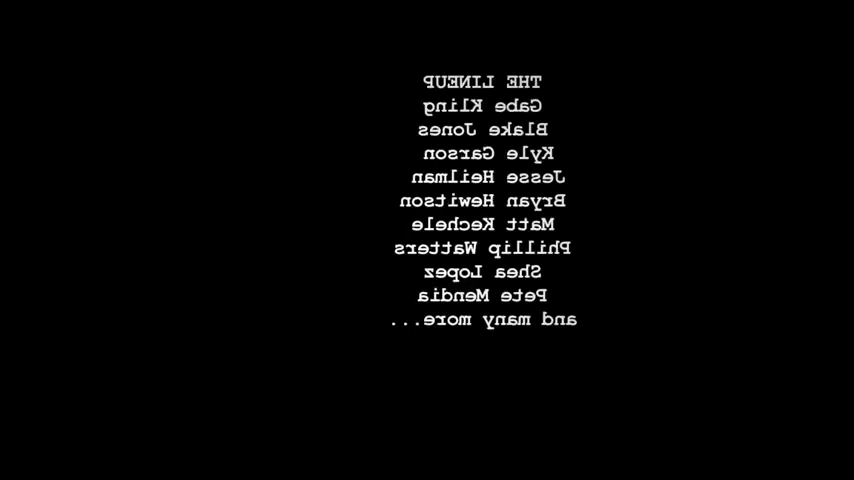 THE LINEUP
Gabe Kling
Blake Jones
Kyle Garson
Jesse Heilman
Bryan Hewitson
Matt Kechele
Phillip Watters
Shea Lopez
Pete Mendia
and many more...